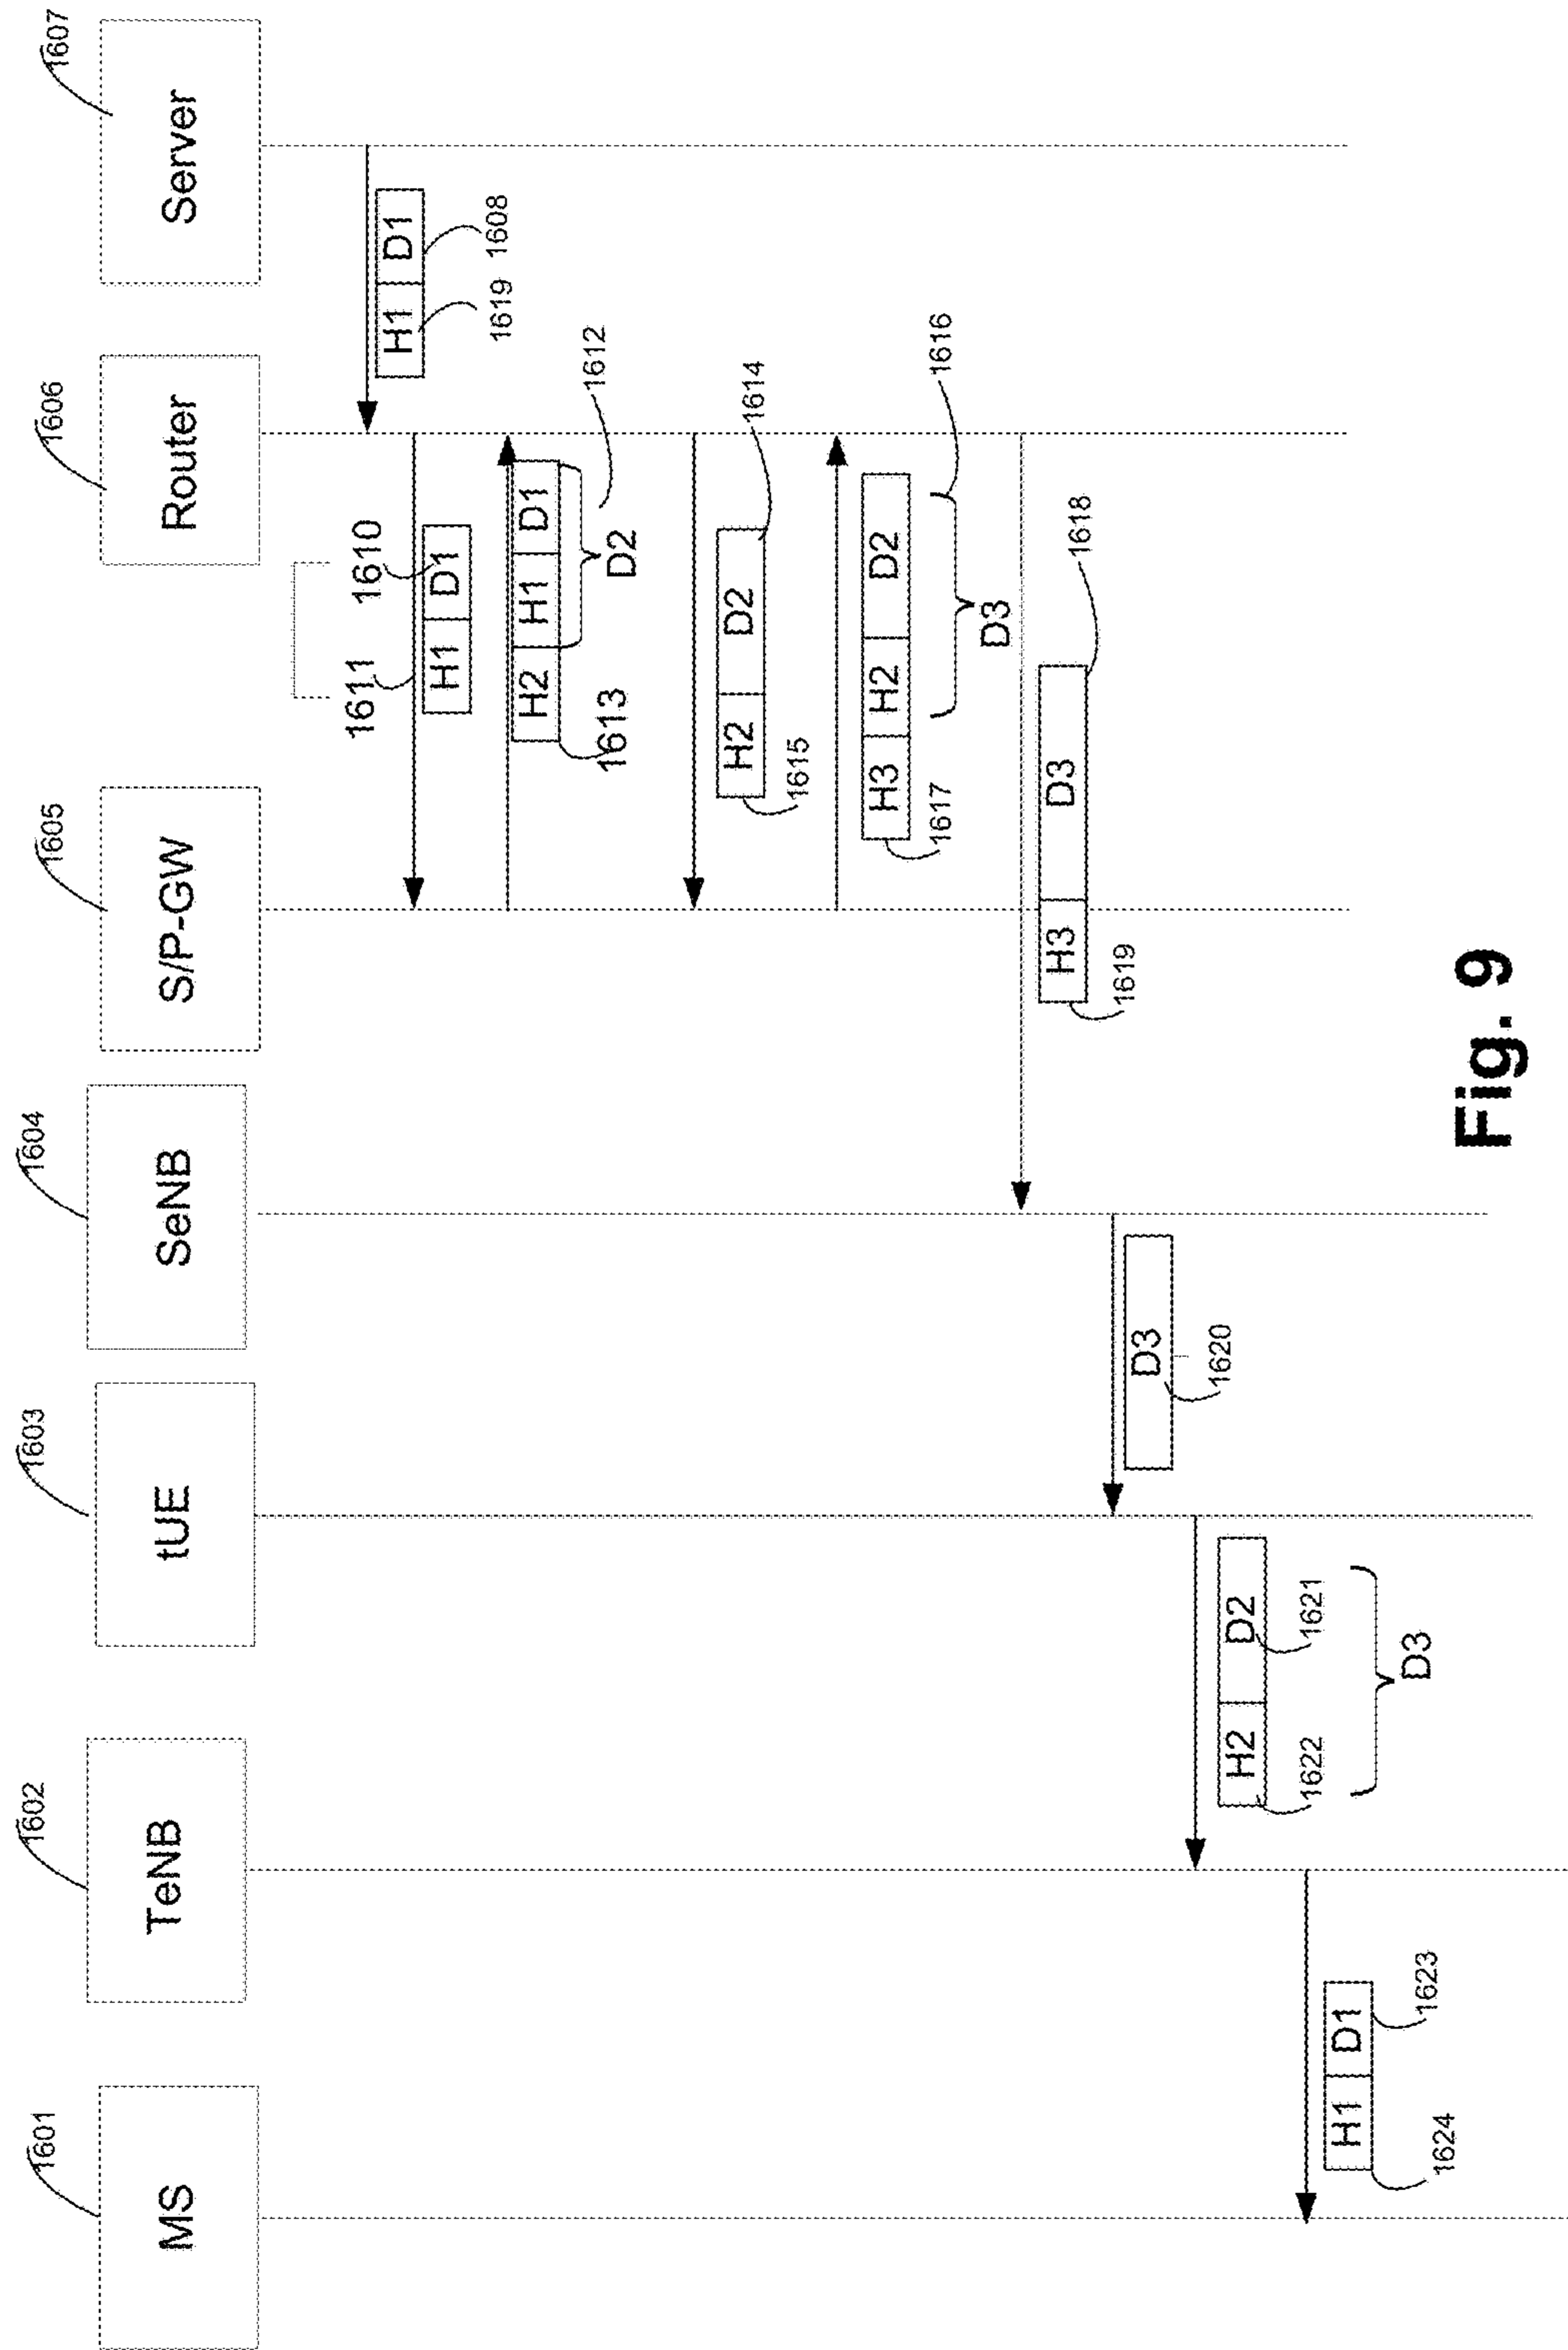 1601
1602
1603
1604
1605
1606
1607
MS
TeNB
tUE
SeNB
S/P-GW
Router
Server
H1 D1
1619
1608
1611
1610
H1 D1
H2 H1 D1
1613
D2
1612
H2 D2
1615
1614
H3 H2 D2
1617
D3
1616
H3 D3
1619
1618
D3
1620
H2 D2
1622
1621
D3
H1 D1
1624
1623
Fig. 9